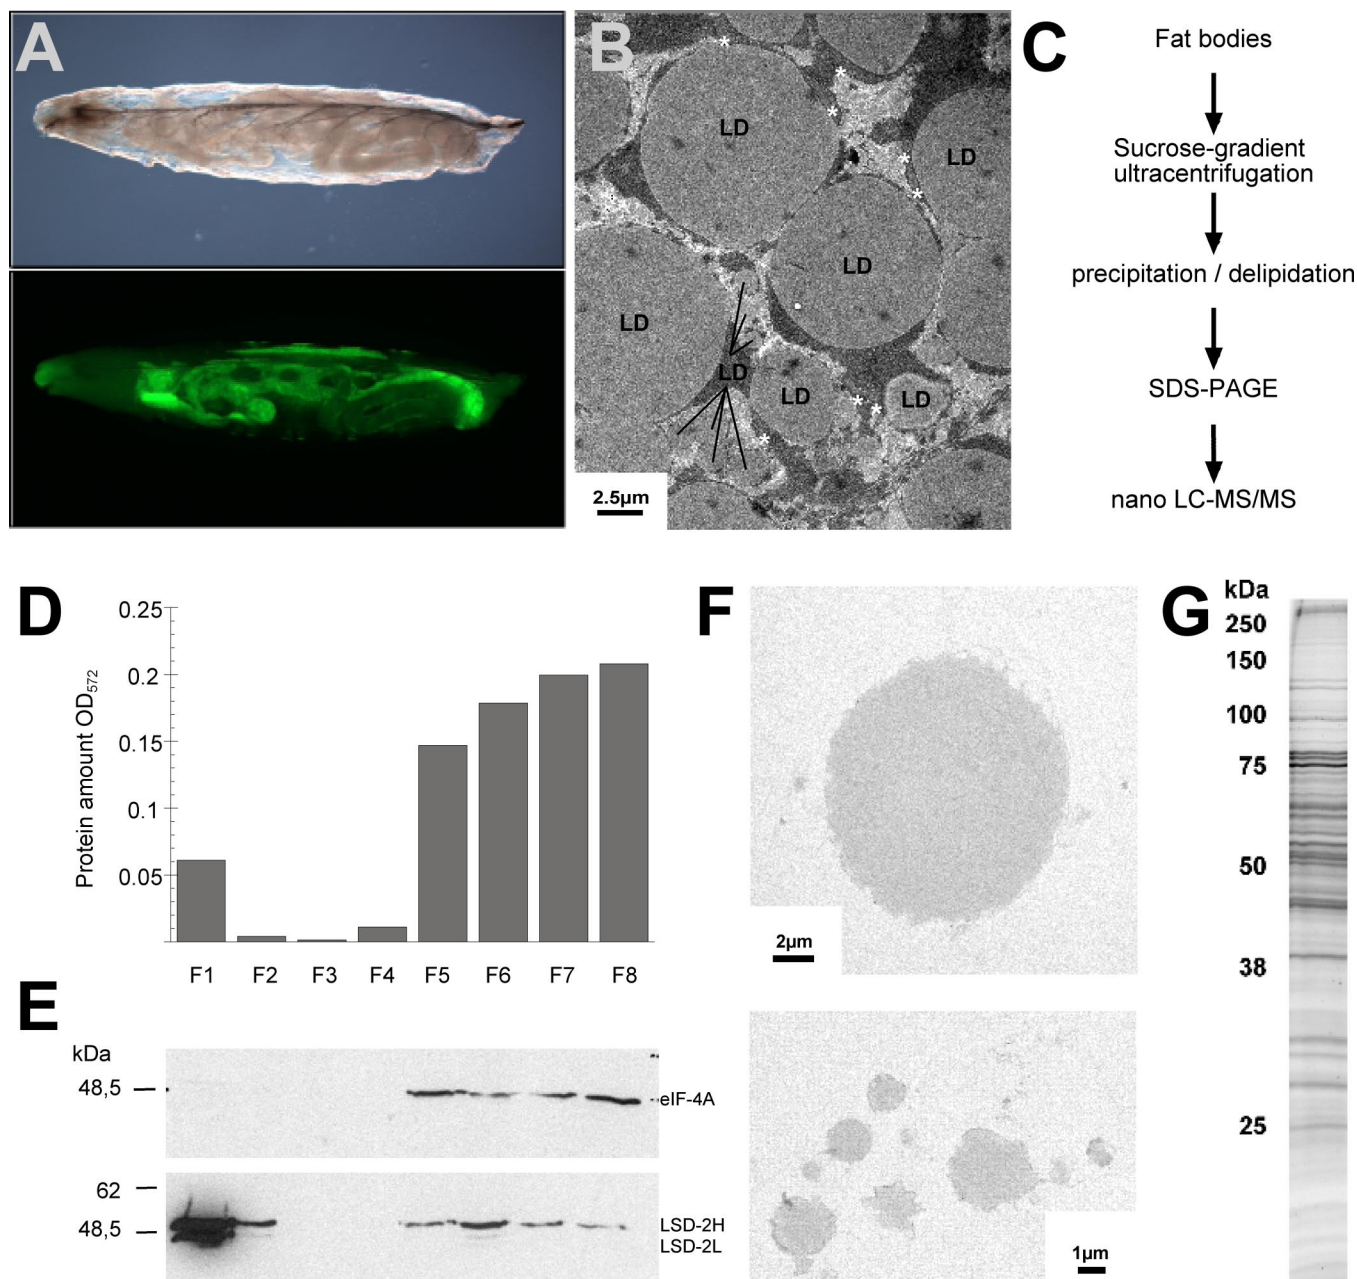 A
B
LD
LD
LD
LD
LD
LD
LD
2.5µm
C
Fat bodies
Sucrose-gradient
ultracentrifugation
precipitation / delipidation
SDS-PAGE
nano LC-MS/MS
D
Protein amount OD572
0.25
0.2
0.15
0.1
0.05
F1 F2 F3 F4 F5 F6 F7 F8
E
kDa
48,5
eIF-4A
62
48,5
LSD-2H
LSD-2L
F
2µm
1µm
G
kDa
250
150
100
75
50
38
25